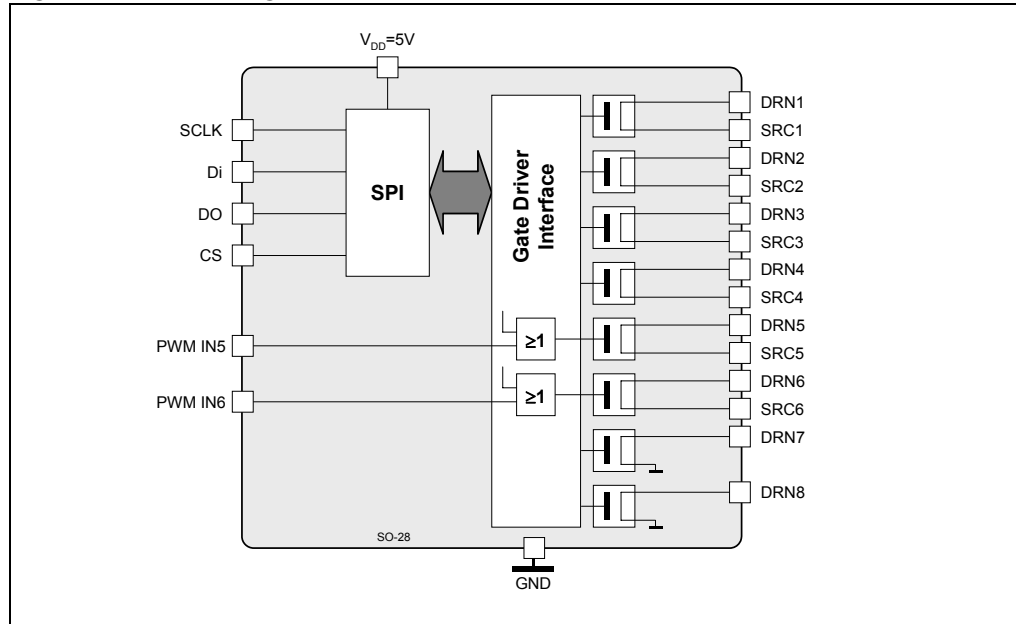 V_DD=5V
SCLK
Di
DO
CS
PWM IN5
PWM IN6
SPI
Gate Driver
Interface
≥1
≥1
DRN1
SRC1
DRN2
SRC2
DRN3
SRC3
DRN4
SRC4
DRN5
SRC5
DRN6
SRC6
DRN7
DRN8
SO-28
GND